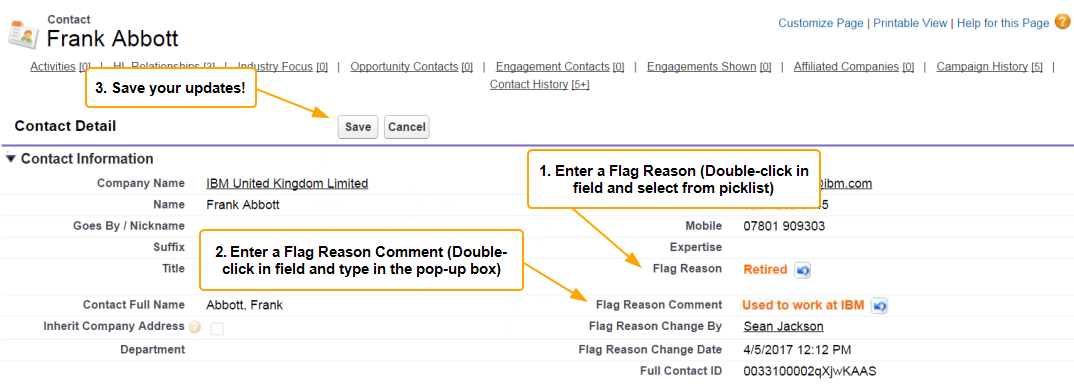 Contact
Frank Abbott
Customize Page | Printable View | Help for this Page ?
Activities [0] | HL Relationships [3] | Industry Focus [0] | Opportunity Contacts [0] | Engagement Contacts [0] | Engagements Shown [0] | Affiliated Companies [0] | Campaign History [5] |
Contact History [5+]
3. Save your updates!
Contact Detail
Save Cancel
Contact Information
1. Enter a Flag Reason (Double-click in
field and select from picklist)
Company Name IBM United Kingdom Limited
@ibm.com
Name Frank Abbott
Goes By / Nickname
Mobile 07801 909303
Suffix
Expertise
2. Enter a Flag Reason Comment (Double-
click in field and type in the pop-up box)
Title
Flag Reason Retired
Contact Full Name Abbott, Frank
Flag Reason Comment Used to work at IBM
Inherit Company Address ?
Flag Reason Change By Sean Jackson
Department
Flag Reason Change Date 4/5/2017 12:12 PM
Full Contact ID 0033100002qXjwKAAS